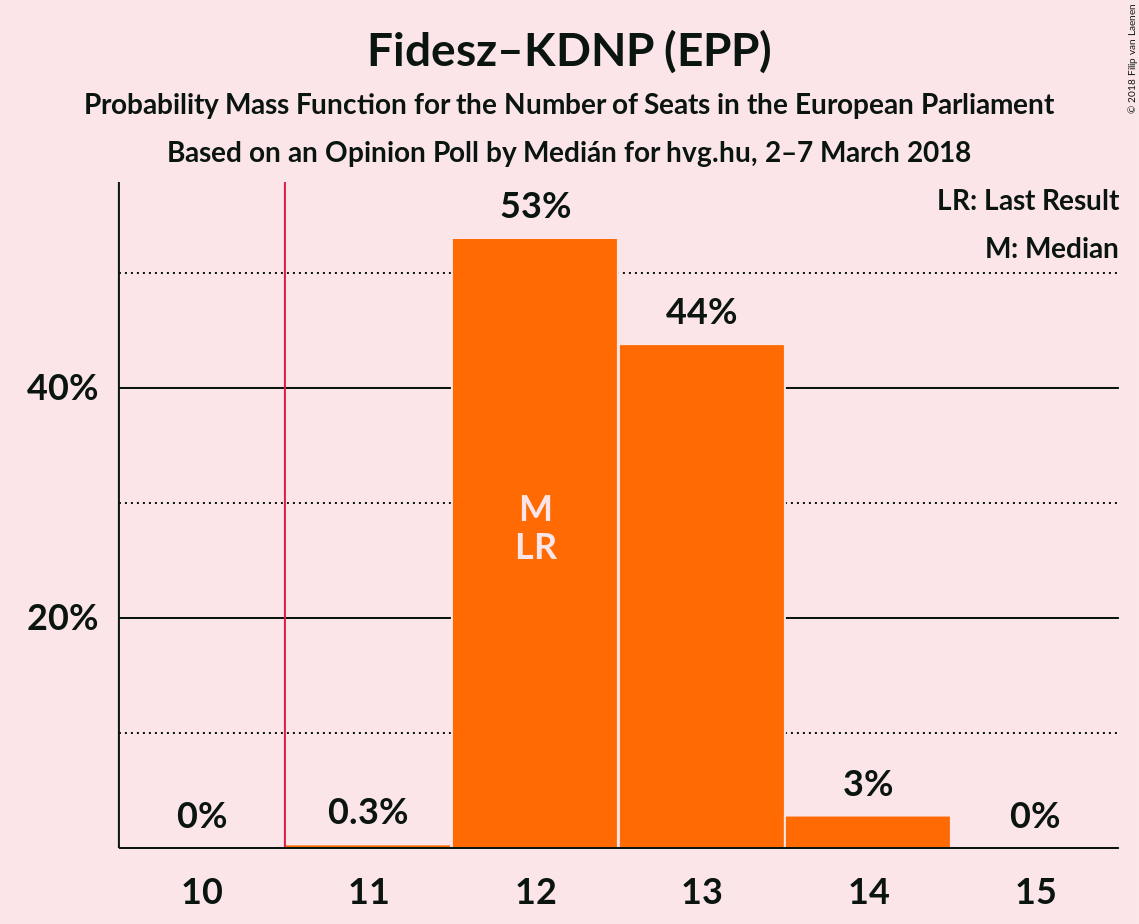 Fidesz–KDNP (EPP)
Probability Mass Function for the Number of Seats in the European Parliament
Based on an Opinion Poll by Medián for hvg.hu, 2–7 March 2018
© 2018 Filip van Laenen
LR: Last Result
M: Median
53%
44%
40%
M
LR
20%
0%
0.3%
3%
0%
10
11
12
13
14
15